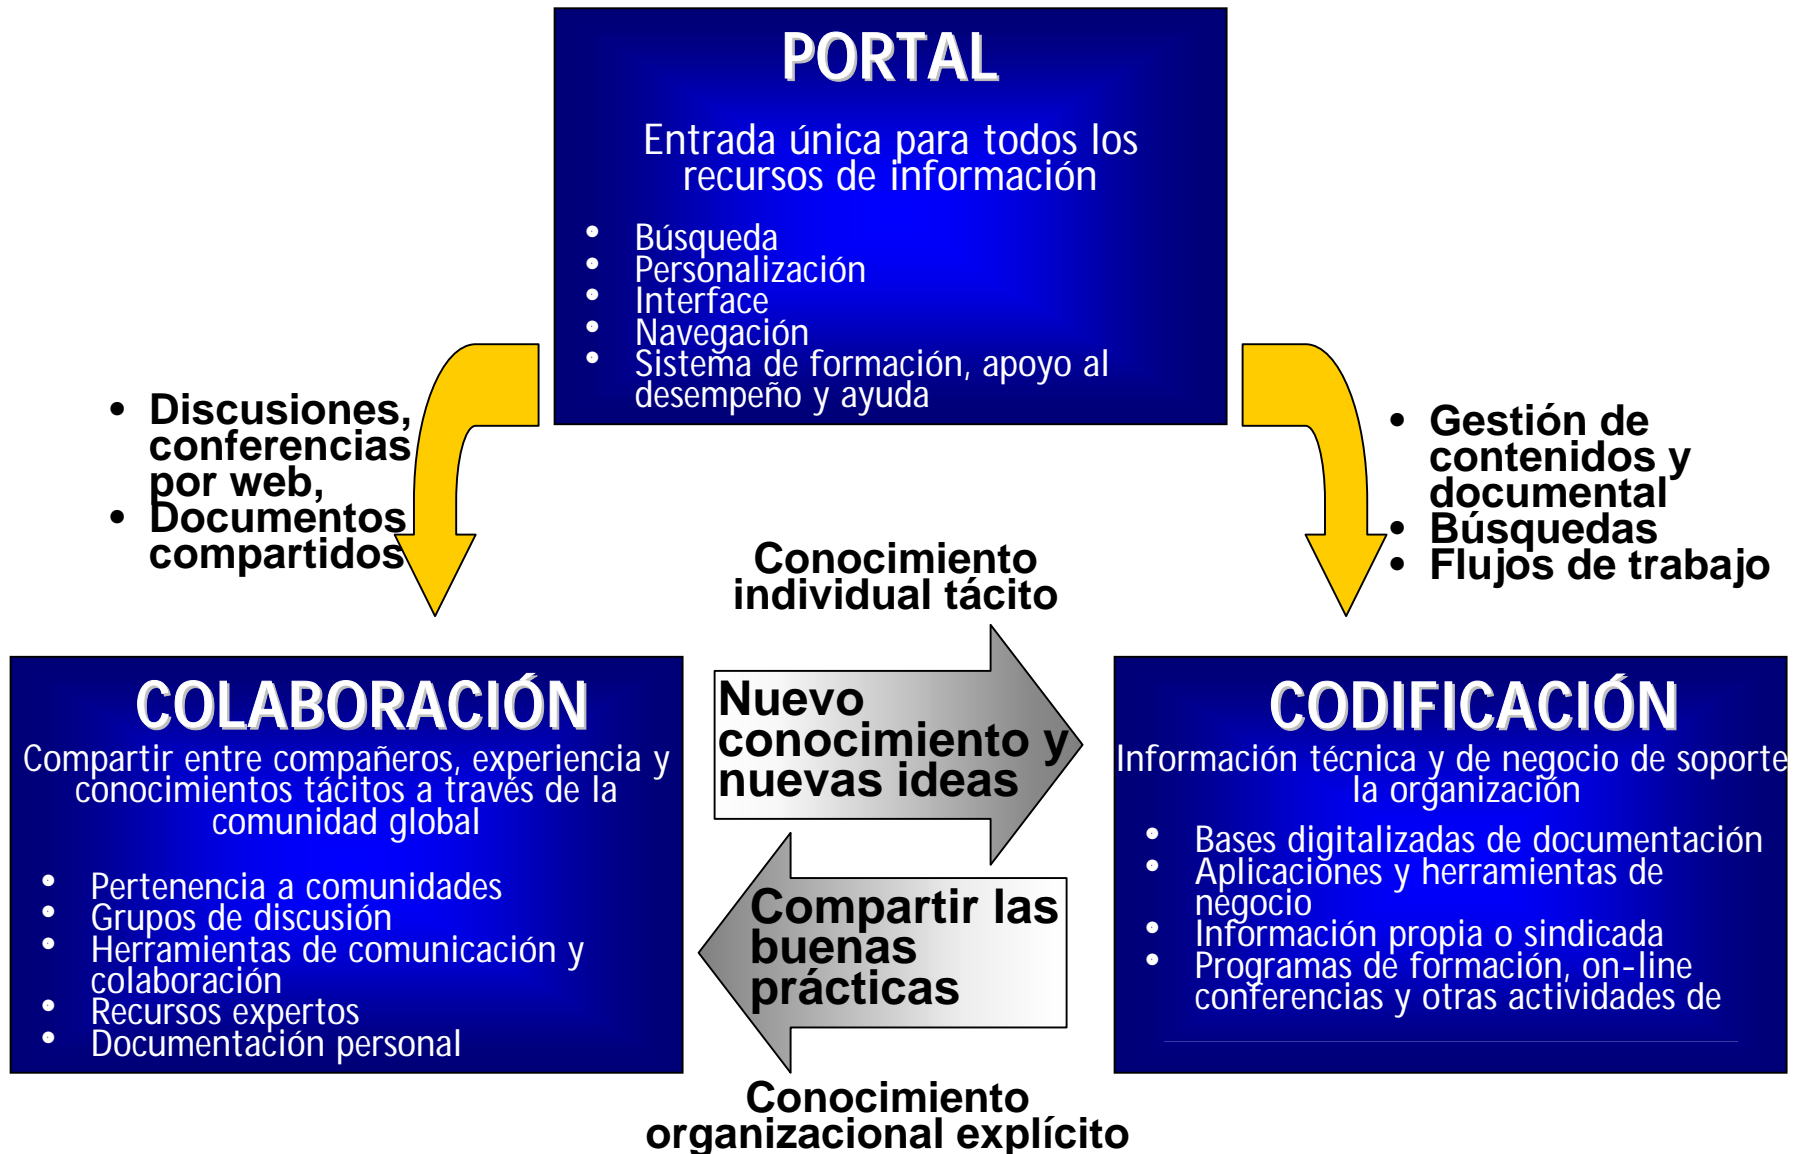 PORTAL
Entrada única para todos los
recursos de información
• Búsqueda
• Personalización
• Interface
• Navegación
• Sistema de formación, apoyo al
desempeño y ayuda
• Discusiones,
conferencias
por web,
• Documentos
compartidos
• Gestión de
contenidos y
documental
• Búsquedas
• Flujos de trabajo
Conocimiento
individual tácito
COLABORACIÓN
Compartir entre compañeros, experiencia y
conocimientos tácitos a través de la
comunidad global
• Pertenencia a comunidades
• Grupos de discusión
• Herramientas de comunicación y
colaboración
• Recursos expertos
• Documentación personal
Nuevo
conocimiento y
nuevas ideas
Compartir las
buenas
prácticas
CODIFICACIÓN
Información técnica y de negocio de soporte
la organización
• Bases digitalizadas de documentación
• Aplicaciones y herramientas de
negocio
• Información propia o sindicada
• Programas de formación, on-line
conferencias y otras actividades de
Conocimiento
organizacional explícito